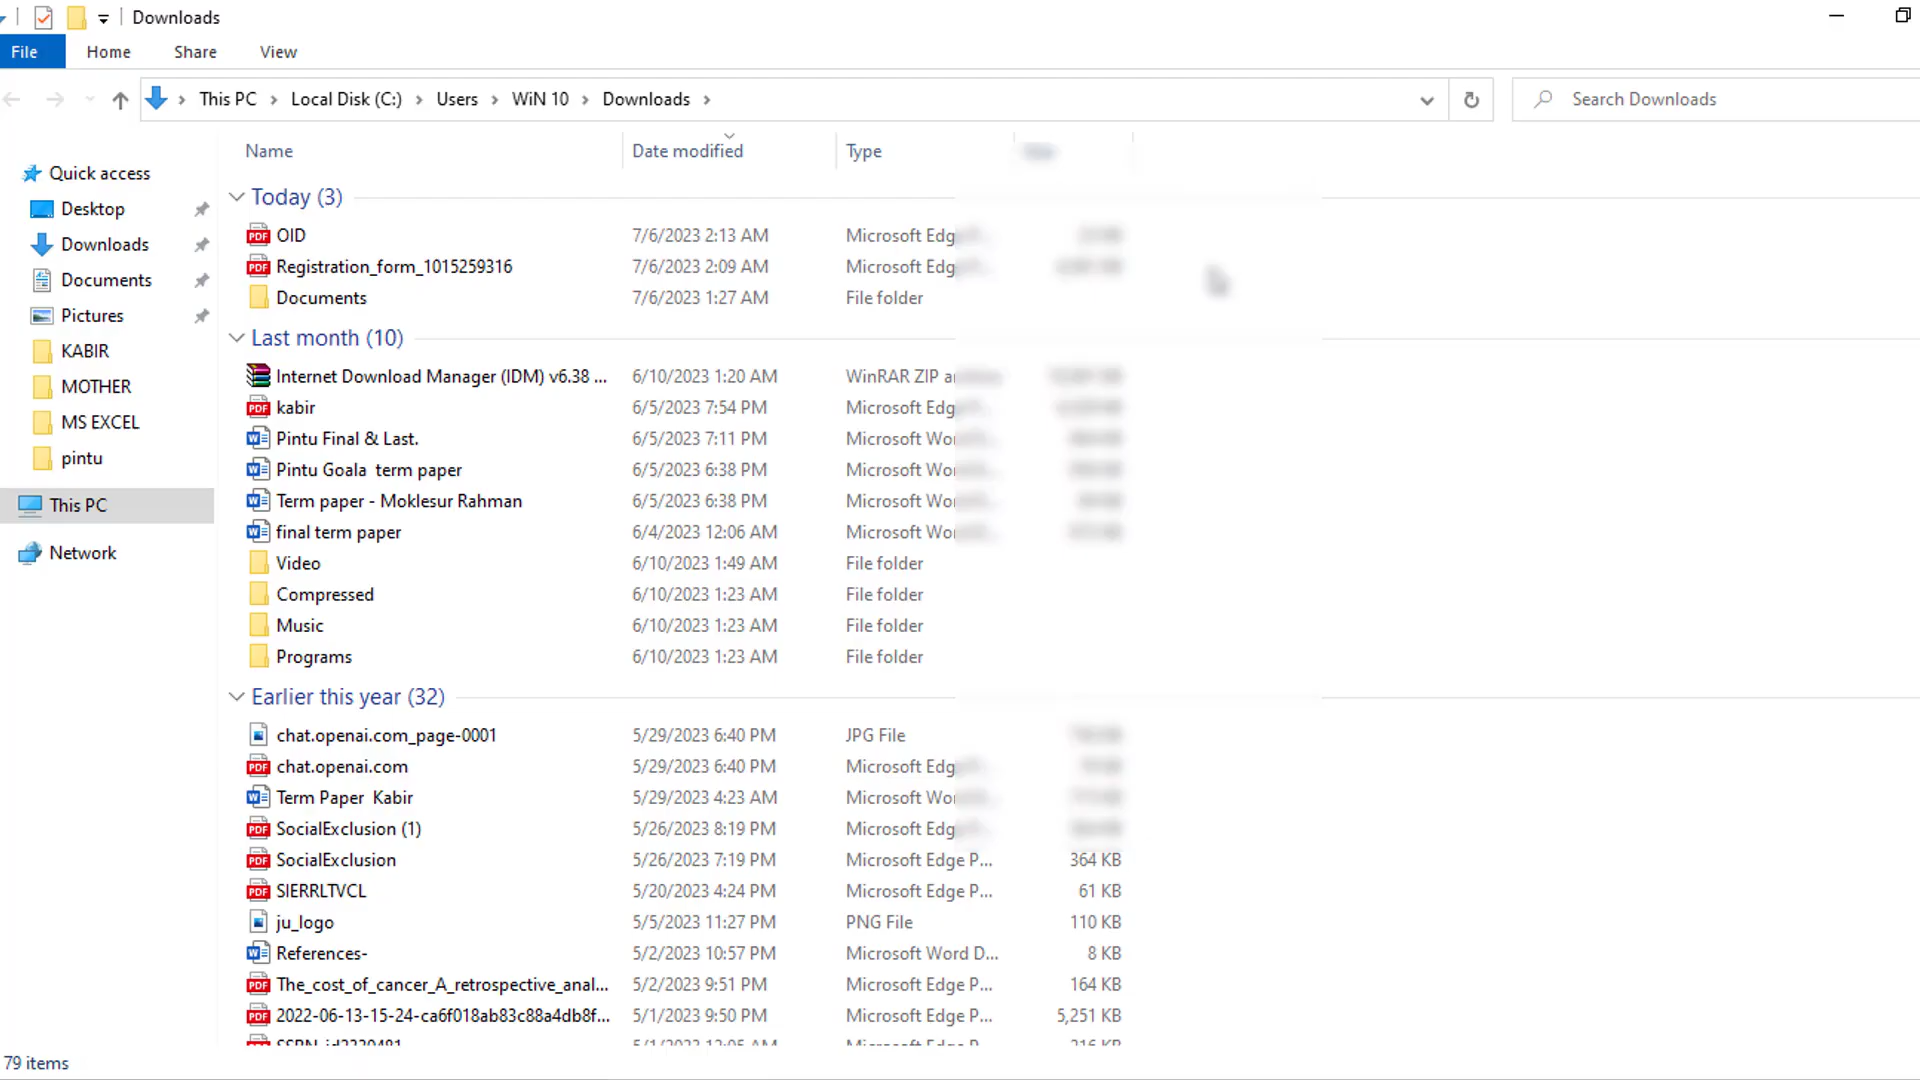 Downloads
File Home Share View
This PC Local Disk (C:) Users WiN 10 Downloads Search Downloads
Name Date modified Type
Quick access
Desktop
Downloads
Documents
Pictures
KABIR
MOTHER
MS EXCEL
pintu
This PC
Network
Today (3)
OID 7/6/2023 2:13 AM Microsoft Edg
Registration_form_1015259316 7/6/2023 2:09 AM Microsoft Edg
Documents 7/6/2023 1:27 AM File folder
Last month (10)
Internet Download Manager (IDM) v6.38 ... 6/10/2023 1:20 AM WinRAR ZIP
kabir 6/5/2023 7:54 PM Microsoft Edg
Pintu Final & Last. 6/5/2023 7:11 PM Microsoft Wo
Pintu Goala term paper 6/5/2023 6:38 PM Microsoft Wo
Term paper - Moklesur Rahman 6/5/2023 6:38 PM Microsoft Wo
final term paper 6/4/2023 12:06 AM Microsoft Wo
Video 6/10/2023 1:49 AM File folder
Compressed 6/10/2023 1:23 AM File folder
Music 6/10/2023 1:23 AM File folder
Programs 6/10/2023 1:23 AM File folder
Earlier this year (32)
chat.openai.com_page-0001 5/29/2023 6:40 PM JPG File
chat.openai.com 5/29/2023 6:40 PM Microsoft Edg
Term Paper Kabir 5/29/2023 4:23 AM Microsoft Wo
SocialExclusion (1) 5/26/2023 8:19 PM Microsoft Edg
SocialExclusion 5/26/2023 7:19 PM Microsoft Edge P... 364 KB
SIERRLTVCL 5/20/2023 4:24 PM Microsoft Edge P... 61 KB
ju_logo 5/5/2023 11:27 PM PNG File 110 KB
References- 5/2/2023 10:57 PM Microsoft Word D... 8 KB
The_cost_of_cancer_A_retrospective_anal... 5/2/2023 9:51 PM Microsoft Edge P... 164 KB
2022-06-13-15-24-ca6f018ab83c88a4db8f... 5/1/2023 9:50 PM Microsoft Edge P... 5,251 KB
79 items